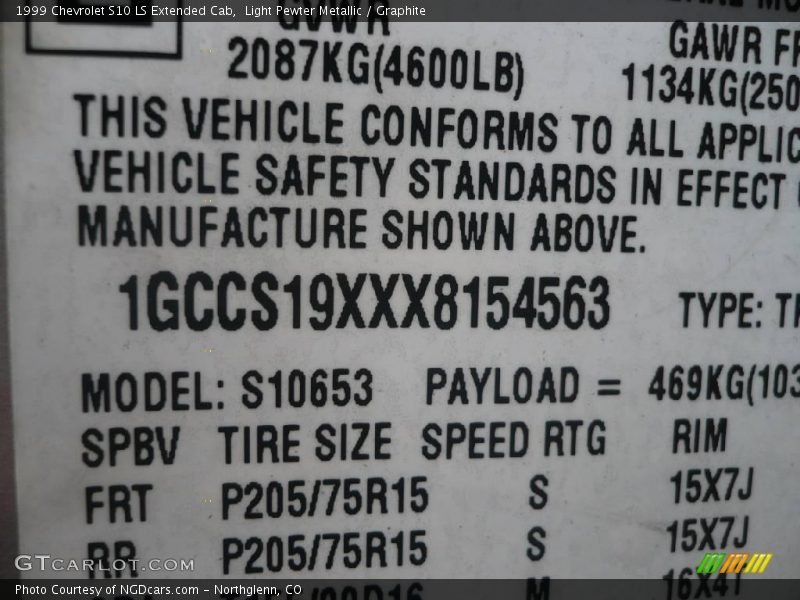 1999 Chevrolet S10 LS Extended Cab, Light Pewter Metallic / Graphite
GVWR
GAWR
2087KG(4600LB)
1134KG(250
THIS VEHICLE CONFORMS TO ALL APPLIC
VEHICLE SAFETY STANDARDS IN EFFECT
MANUFACTURE SHOWN ABOVE.
1GCCS19XXX8154563 TYPE:
MODEL: S10653 PAYLOAD = 469KG(103
SPBV TIRE SIZE SPEED RTG RIM
FRT P205/75R15 S 15X7J
RR P205/75R15 S 15X7J
GTcarlot.com
Photo Courtesy of NGDcars.com – Northglenn, CO